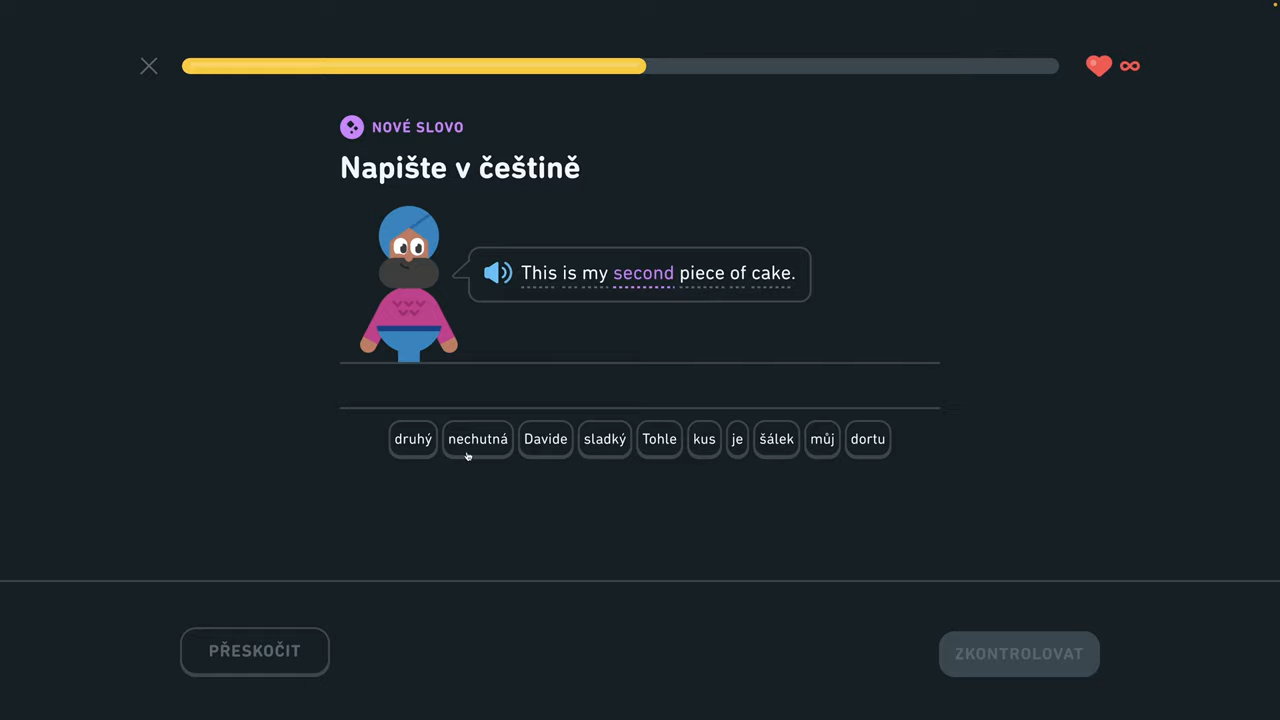 NOVÉ SLOVO
Napište v češtině
This is my second piece of cake.
druhý nechutná Davide sladký Tohle kus je šálek můj dortu
PŘESKOČIT
ZKONTROLOVAT